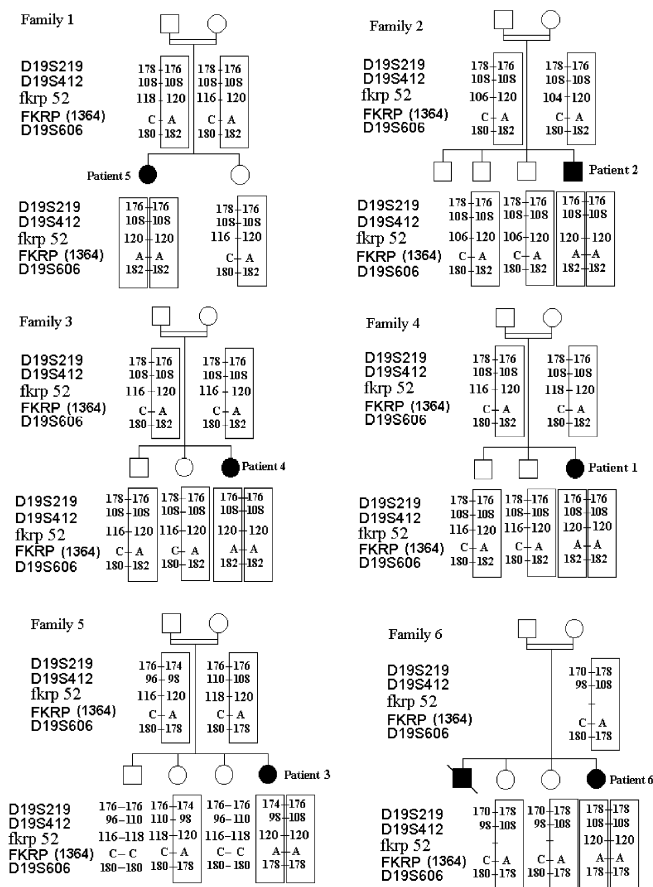 Family 1
D19S219 178 176 178 176
D19S412 108 108 108 108
fkrp 52 118 120 116 120
FKRP (1364) C A C A
D19S606 180 182 180 182
Patient 5
D19S219 176 176 178 176
D19S412 108 108 108 108
fkrp 52 120 120 116 120
FKRP (1364) A A C A
D19S606 182 182 180 182
Family 2
D19S219 178 176 178 176
D19S412 108 108 108 108
fkrp 52 106 120 104 120
FKRP (1364) C A C A
D19S606 180 182 180 182
Patient 2
D19S219 178 176 178 176 176 176
D19S412 108 108 108 108 108 108
fkrp 52 106 120 106 120 120 120
FKRP (1364) C A C A A A
D19S606 180 182 180 182 182 182
Family 3
D19S219 178 176 178 176
D19S412 108 108 108 108
fkrp 52 116 120 116 120
FKRP (1364) C A C A
D19S606 180 182 180 182
Patient 4
D19S219 178 176 178 176 176 176
D19S412 108 108 108 108 108 108
fkrp 52 116 120 116 120 120 120
FKRP (1364) C A C A A A
D19S606 180 182 180 182 182 182
Family 4
D19S219 178 176 178 176
D19S412 108 108 108 108
fkrp 52 116 120 118 120
FKRP (1364) C A C A
D19S606 180 182 180 182
Patient 1
D19S219 178 176 178 176 176 176
D19S412 108 108 108 108 108 108
fkrp 52 116 120 116 120 120 120
FKRP (1364) C A C A A A
D19S606 180 182 180 182 182 182
Family 5
D19S219 176 174 176 176
D19S412 96 98 110 108
fkrp 52 116 120 118 120
FKRP (1364) C A C A
D19S606 180 178 180 178
Patient 3
D19S219 176 176 176 174 176 176 174 176
D19S412 96 110 110 98 96 110 98 108
fkrp 52 116 118 118 120 116 118 120 120
FKRP (1364) C C C A C C A A
D19S606 180 180 180 178 180 180 178 178
Family 6
D19S219 170 178
D19S412 98 108
fkrp 52
FKRP (1364) C A
D19S606 180 178
Patient 6
D19S219 170 178 170 178 178 178
D19S412 98 108 98 108 108 108
fkrp 52 120 120
FKRP (1364) C A C A A A
D19S606 180 178 180 178 178 178